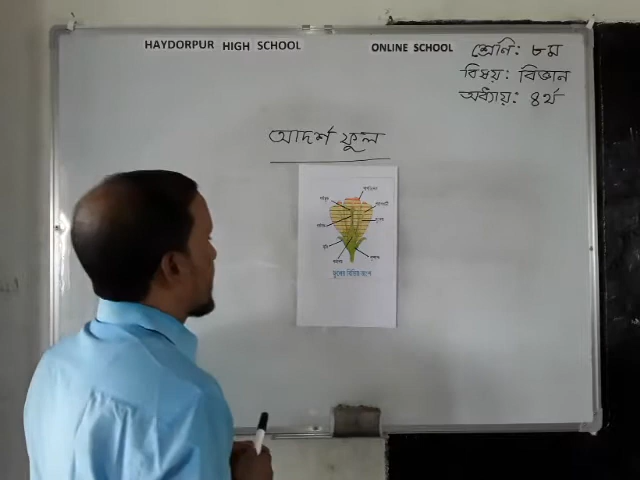 HAYDORPUR HIGH SCHOOL ONLINE SCHOOL
শ্রেনি: ৮ম
বিষয়: বিজ্ঞান
অধ্যায়: ৪র্থ
আদর্শ ফুল
ফুলের বিভিন্ন অংশ